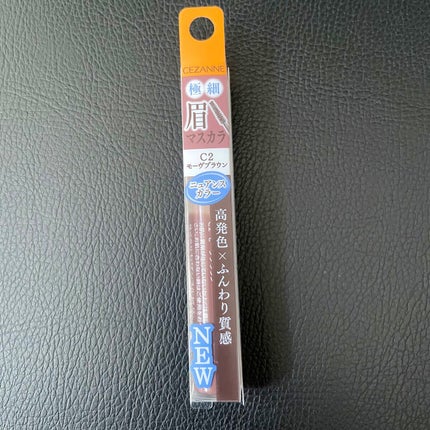 CEZANNE
極細
眉
マスカラ
C2
モーヴブラウン
ニュアンス
カラー
高発色×ふんわり質感
NEW